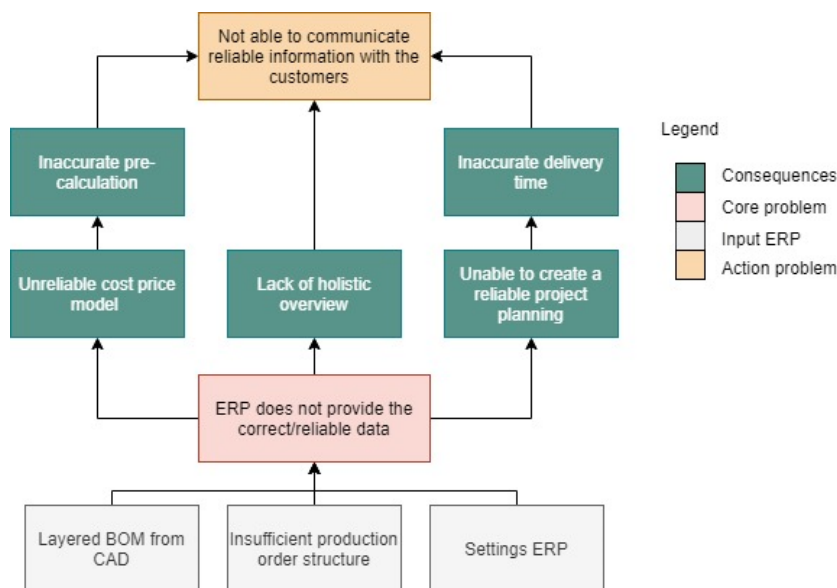 Not able to communicate
reliable information with the
customers
Inaccurate pre-
calculation
Inaccurate delivery
time
Unreliable cost price
model
Lack of holistic
overview
Unable to create a
reliable project
planning
ERP does not provide the
correct/reliable data
Layered BOM from
CAD
Insufficient production
order structure
Settings ERP
Legend
Consequences
Core problem
Input ERP
Action problem